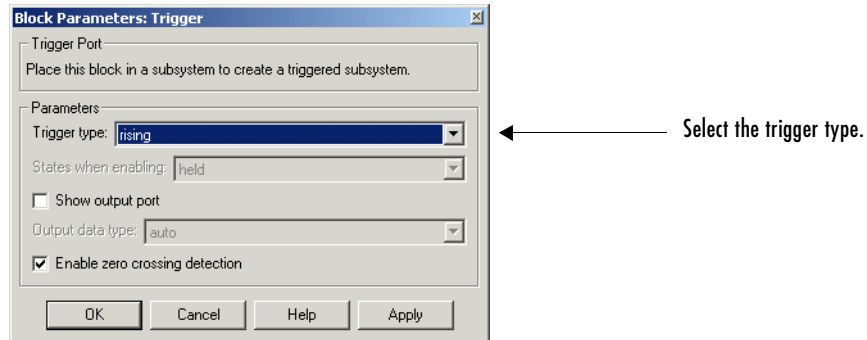 Block Parameters: Trigger
Trigger Port
Place this block in a subsystem to create a triggered subsystem.
Parameters
Trigger type: rising
Select the trigger type.
States when enabling: held
Show output port
Output data type: auto
Enable zero crossing detection
OK Cancel Help Apply